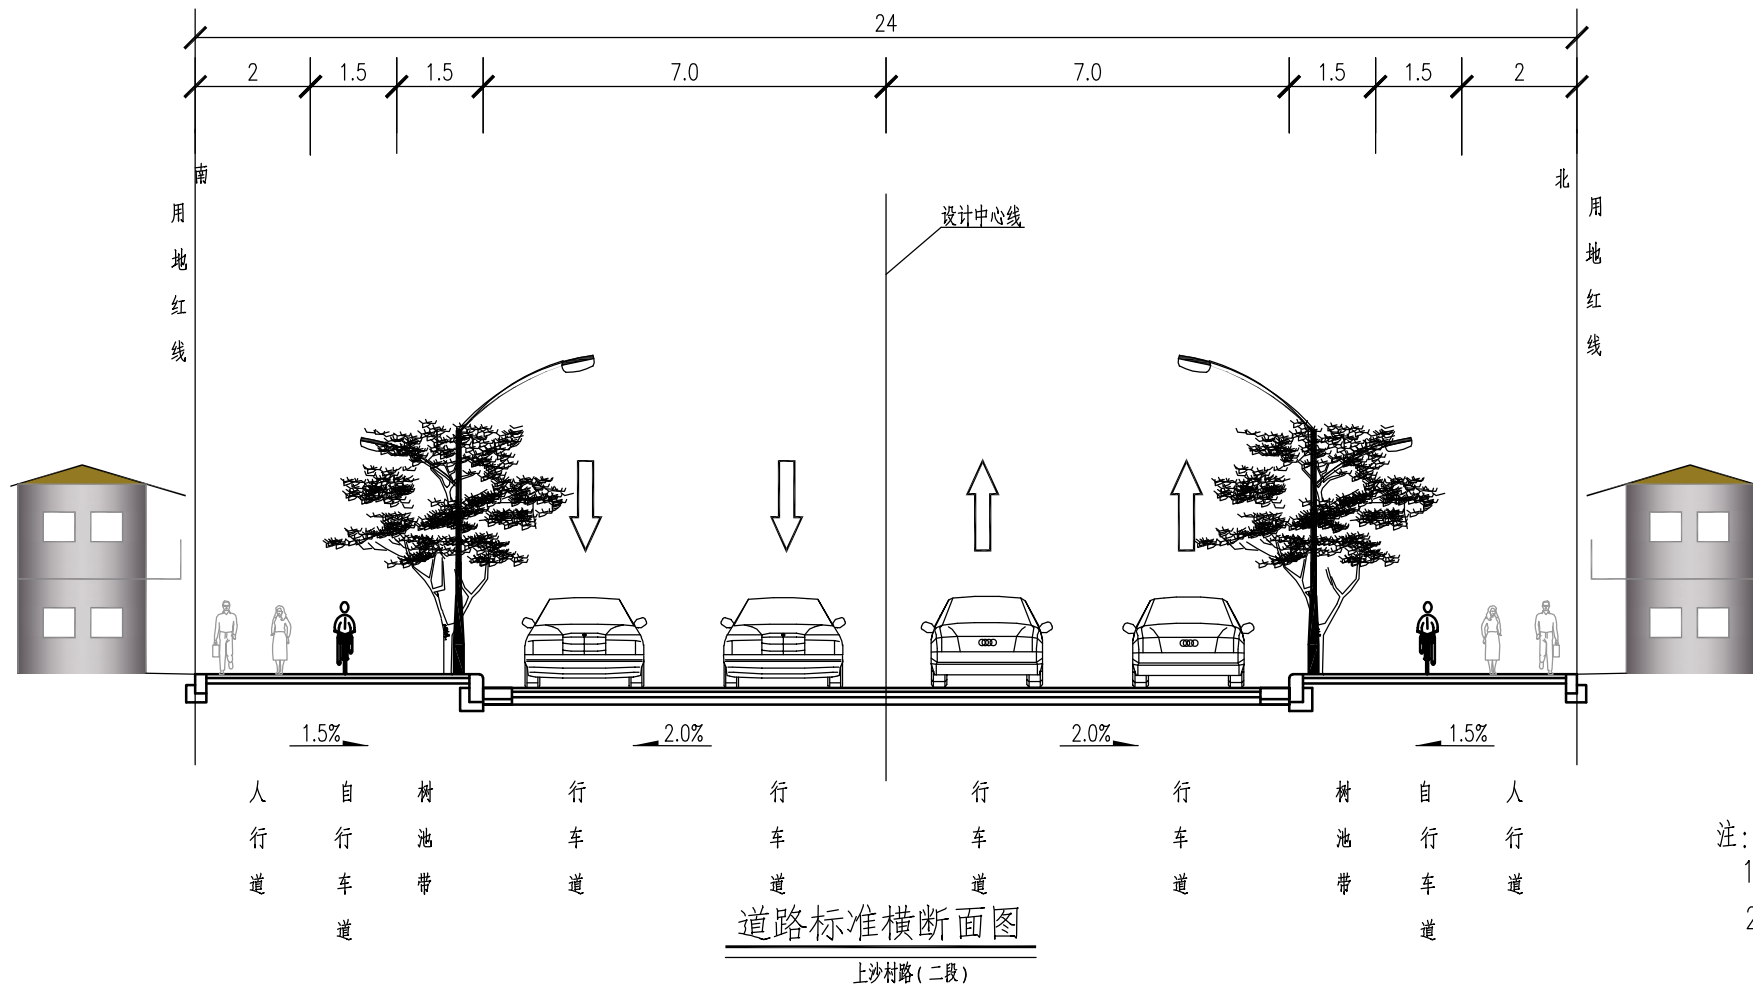 24
2 1.5 1.5 7.0 7.0 1.5 1.5 2
南
北
用地红线
设计中心线
用地红线
1.5% 2.0% 2.0% 1.5%
人行道
自行车道
树池带
行车道
行车道
行车道
行车道
树池带
自行车道
人行道
注:
1
2
道路标准横断面图
上沙村路(二段)